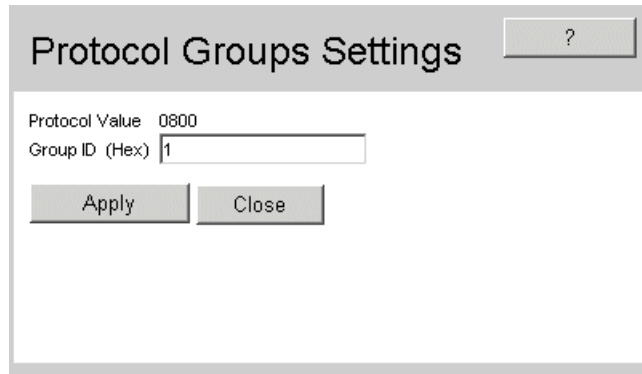 Protocol Groups Settings ?
Protocol Value 0800
Group ID (Hex) 1
Apply Close